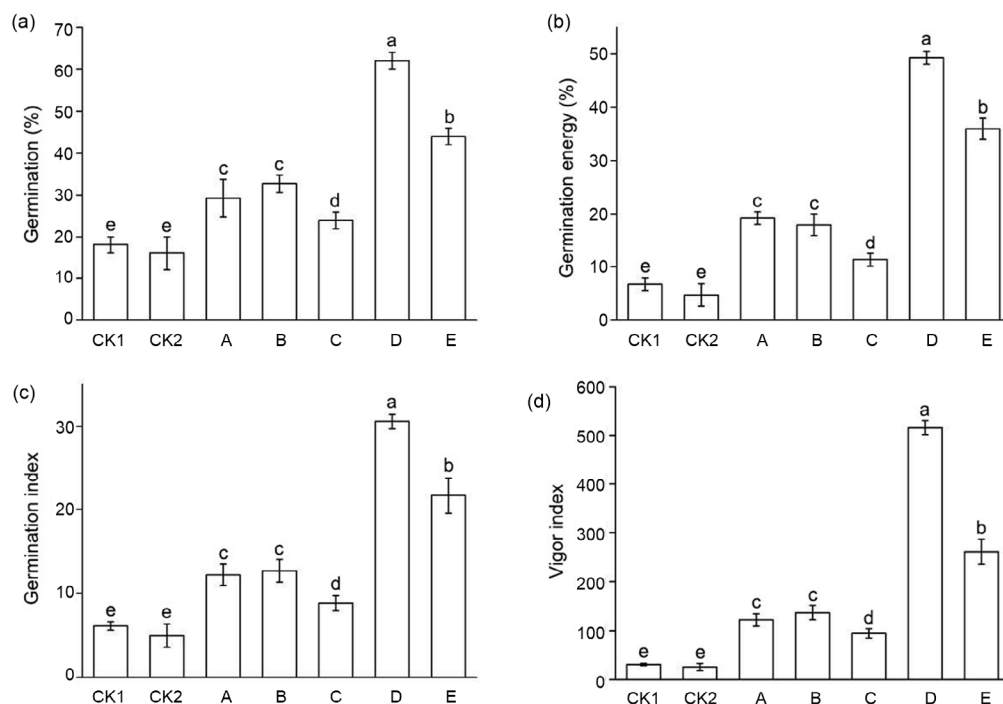 (a)
Germination (%)
70
60
50
40
30
20
10
0
e e c c d a b
CK1 CK2 A B C D E
(b)
Germination energy (%)
50
40
30
20
10
0
e e c c d a b
CK1 CK2 A B C D E
(c)
Germination index
30
20
10
0
e e c c d a b
CK1 CK2 A B C D E
(d)
Vigor index
600
500
400
300
200
100
0
e e c c d a b
CK1 CK2 A B C D E